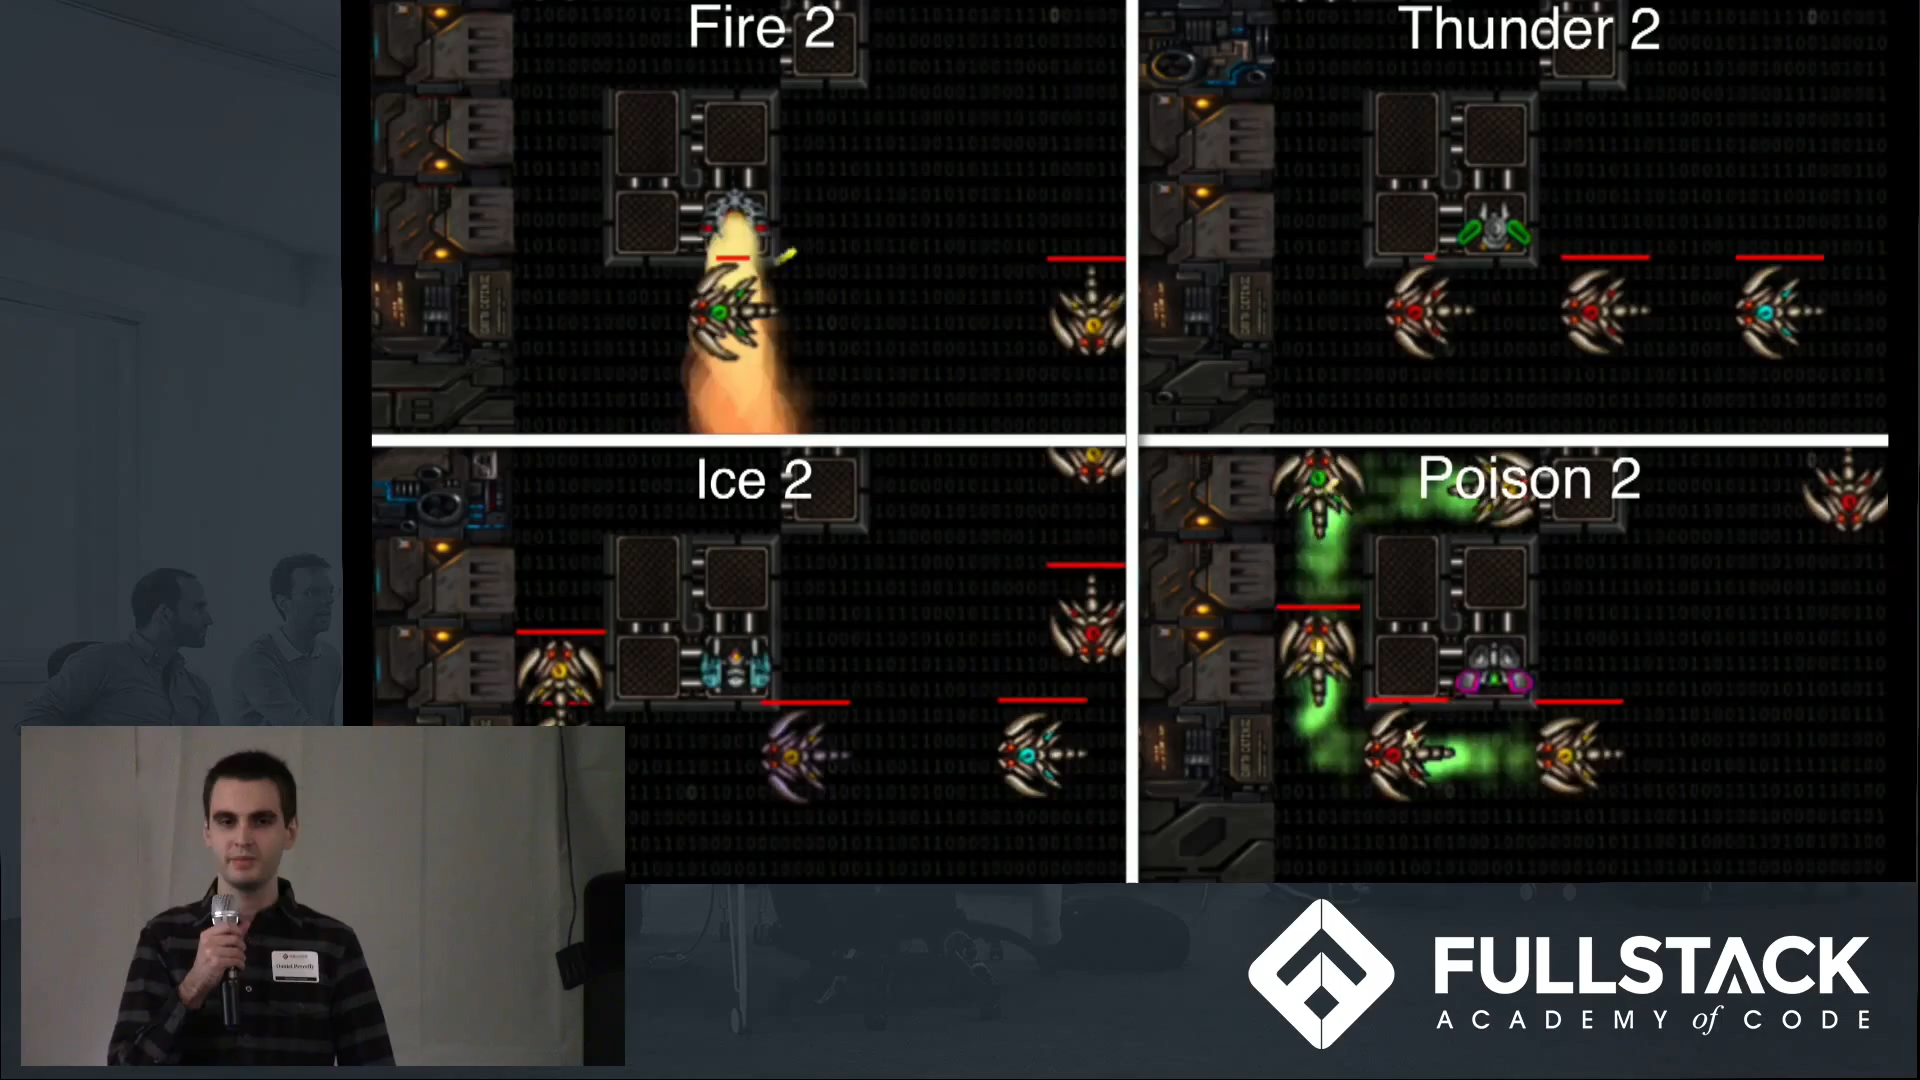 Fire 2
Thunder 2
Ice 2
Poison 2
FULLSTACK
ACADEMY of CODE